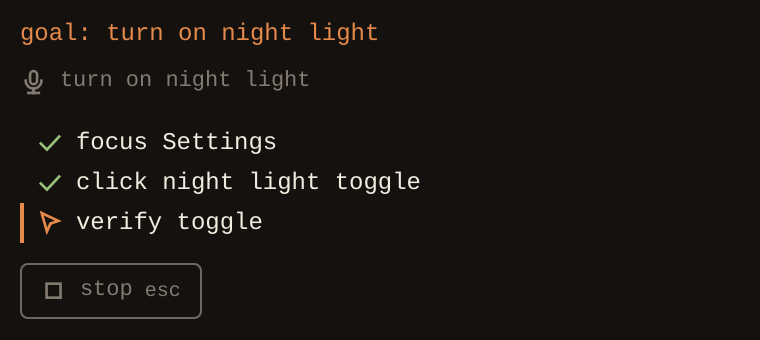 goal: turn on night light
turn on night light
focus Settings
click night light toggle
verify toggle
stop esc